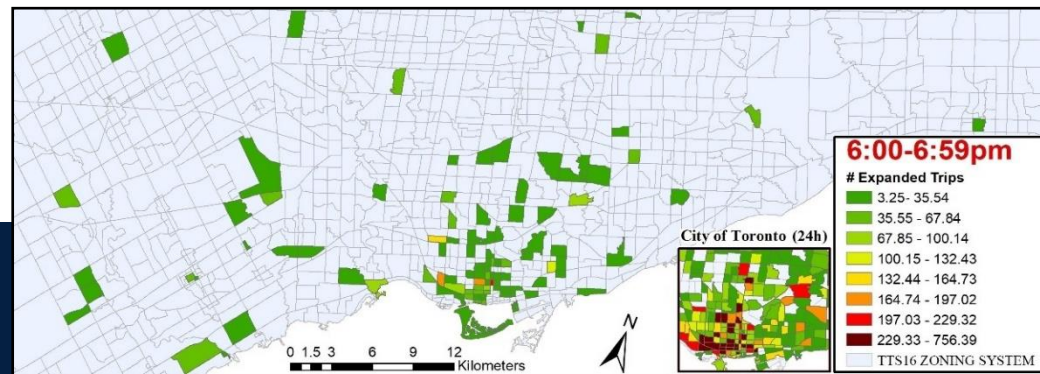 6:00-6:59pm
# Expanded Trips
3.25- 35.54
35.55 - 67.84
67.85 - 100.14
100.15 - 132.43
132.44 - 164.73
164.74 - 197.02
197.03 - 229.32
229.33 - 756.39
TTS16 ZONING SYSTEM
City of Toronto (24h)
N
0 1.5 3 6 9 12
Kilometers